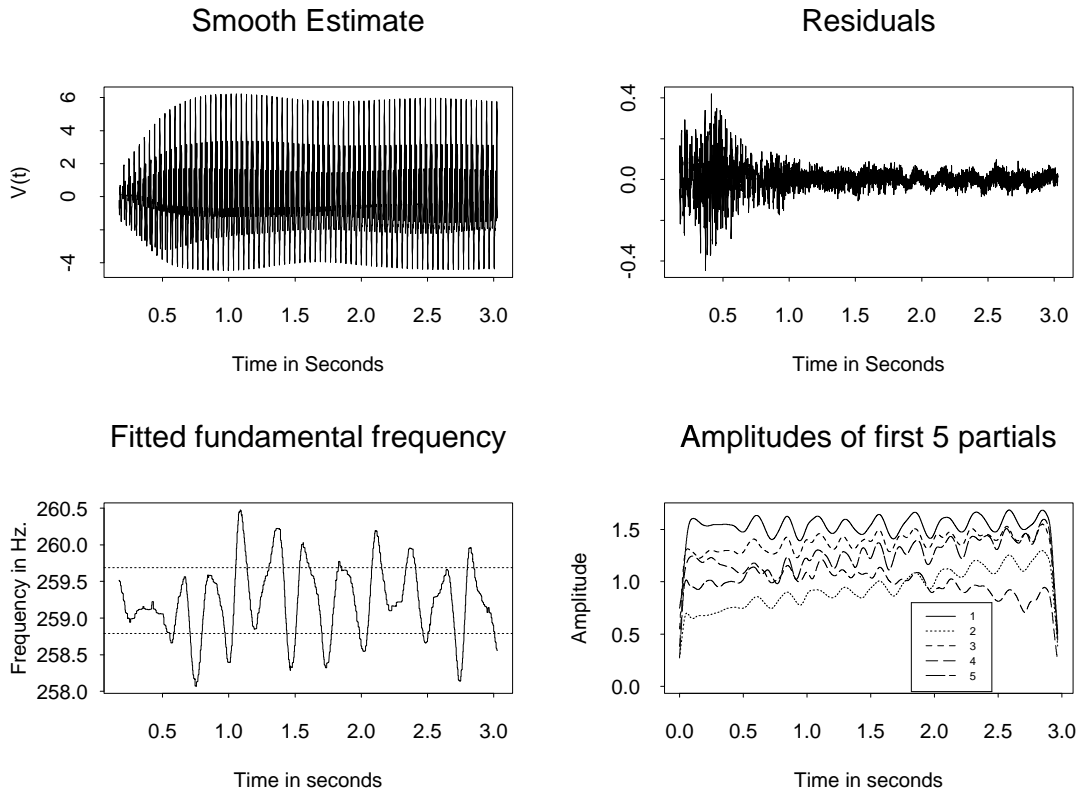 Smooth Estimate
V(t)
6
4
2
0
-4
0.5 1.0 1.5 2.0 2.5 3.0
Time in Seconds
Residuals
0.4
0.0
-0.4
0.5 1.0 1.5 2.0 2.5 3.0
Time in Seconds
Fitted fundamental frequency
Frequency in Hz.
260.5
260.0
259.5
259.0
258.5
258.0
0.5 1.0 1.5 2.0 2.5 3.0
Time in seconds
Amplitudes of first 5 partials
Amplitude
1.5
1.0
0.5
0.0
1
2
3
4
5
0.0 0.5 1.0 1.5 2.0 2.5 3.0
Time in seconds